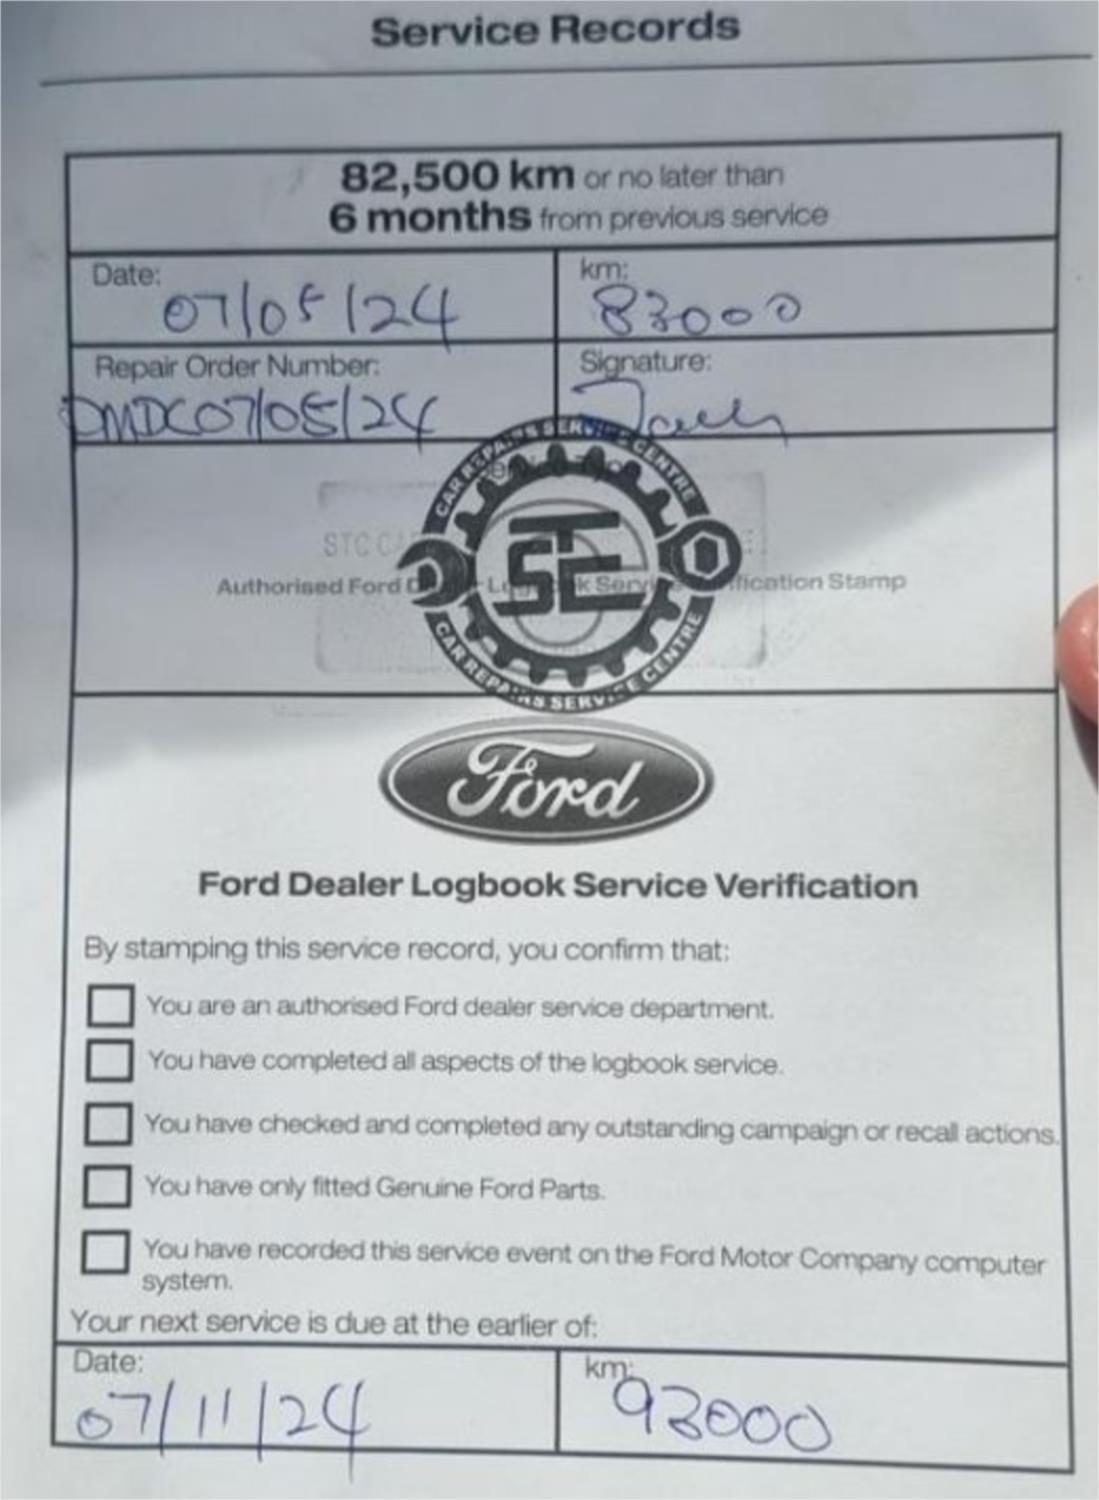 Service Records
82,500 km or no later than
6 months from previous service
Date:
07/05/24
km:
83000
Repair Order Number:
DMDC07/05/24
Signature:
CAR REPAIRS SERVICE CENTRE
STC
STE
Authorised Ford Stamp
CAR REPAIRS SERVICE CENTRE
Ford
Ford Dealer Logbook Service Verification
By stamping this service record, you confirm that:
You are an authorised Ford dealer service department.
You have completed all aspects of the logbook service.
You have checked and completed any outstanding campaign or recall actions.
You have only fitted Genuine Ford Parts.
You have recorded this service event on the Ford Motor Company computer
system.
Your next service is due at the earlier of:
Date:
07/11/24
km:
93000